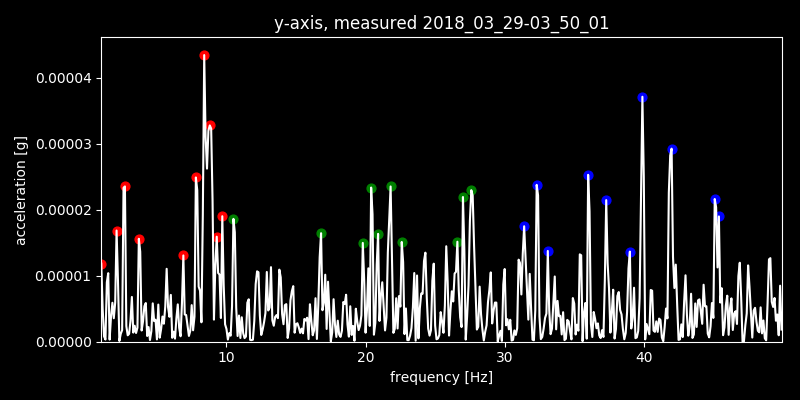 y-axis, measured 2018_03_29-03_50_01
acceleration [g]
0.00004
0.00003
0.00002
0.00001
0.00000
10 20 30 40
frequency [Hz]